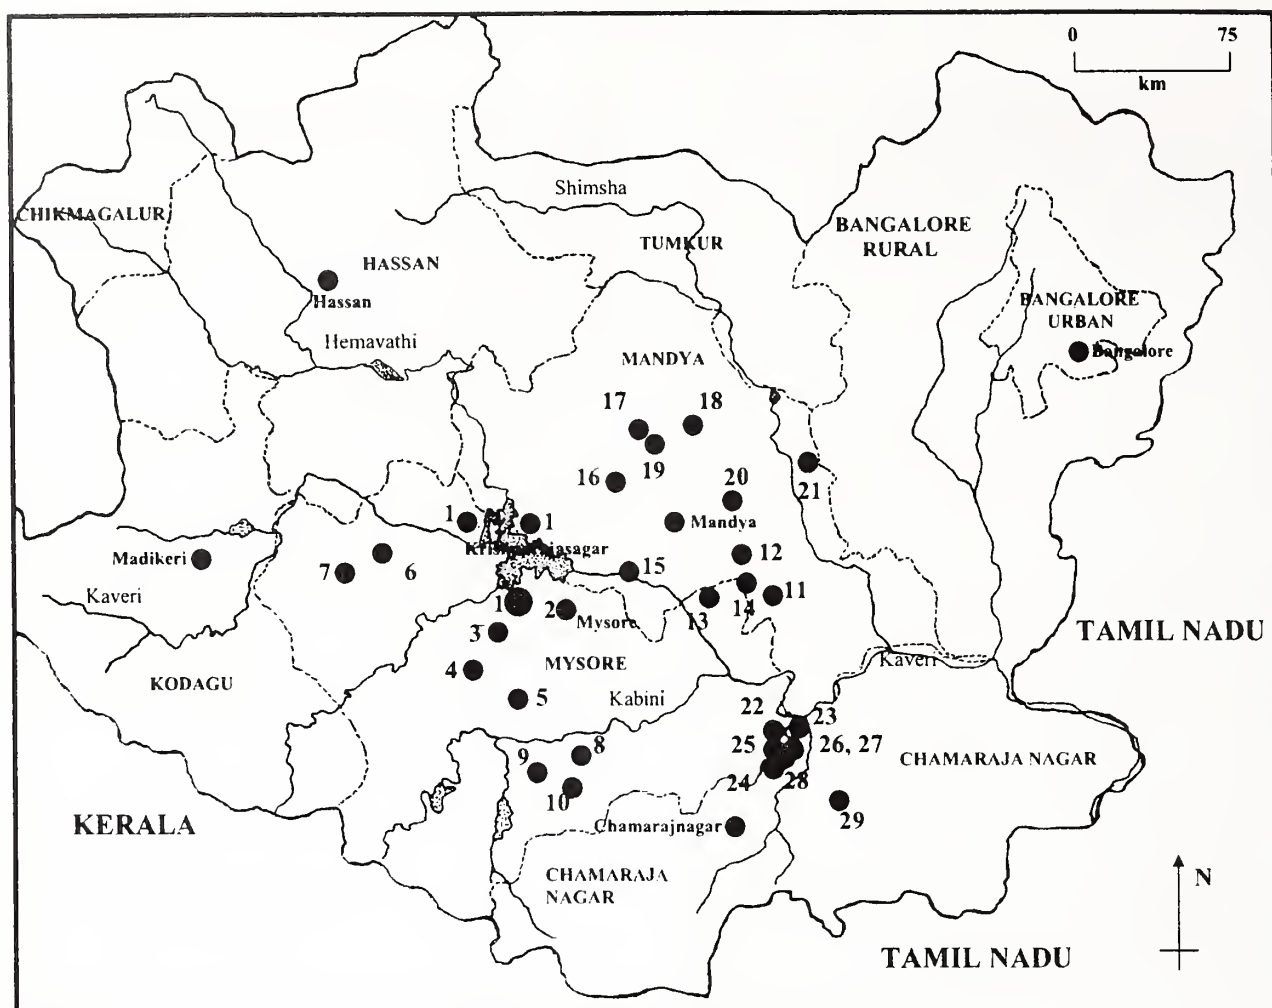 0 75
km
Shimsha
CHIKMAGALUR
TUMKUR
BANGALORE
RURAL
HASSAN
Hassan
BANGALORE
URBAN
Bangalore
Hemavathi
MANDYA
17
18
19
16
20
21
1
1
Mandya
Krishnarajasagar
Madikeri
7
6
15
12
Kaveri
1
2
Mysore
13
14
11
3
TAMIL NADU
4
MYSORE
Kaveri
KODAGU
5
Kabini
22
23
9
8
25
26, 27
CHAMARAJA NAGAR
10
24
28
29
KERALA
Chamarajnagar
CHAMARAJA
NAGAR
N
TAMIL NADU